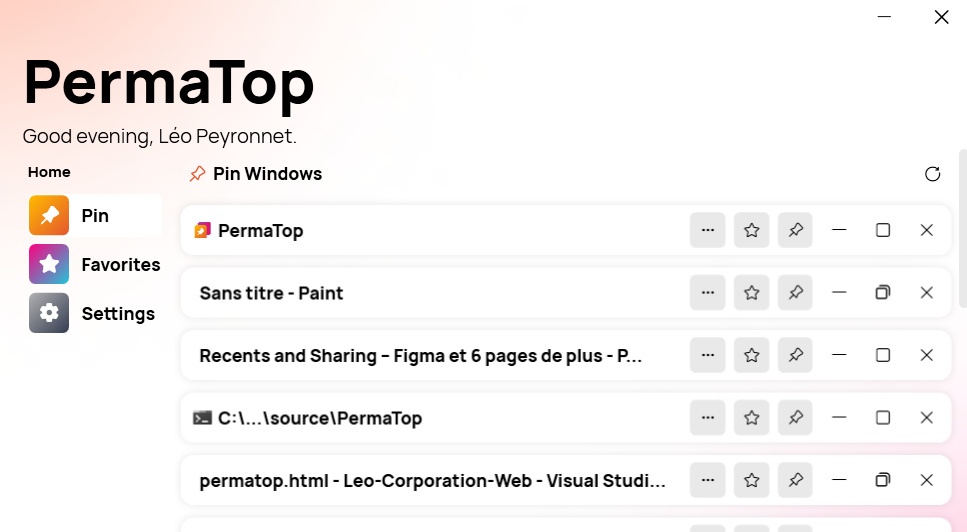 PermaTop
Good evening, Léo Peyronnet.
Home
Pin
Favorites
Settings
Pin Windows
PermaTop
Sans titre - Paint
Recents and Sharing – Figma et 6 pages de plus - P...
C:\...\source\PermaTop
permatop.html - Leo-Corporation-Web - Visual Studi...